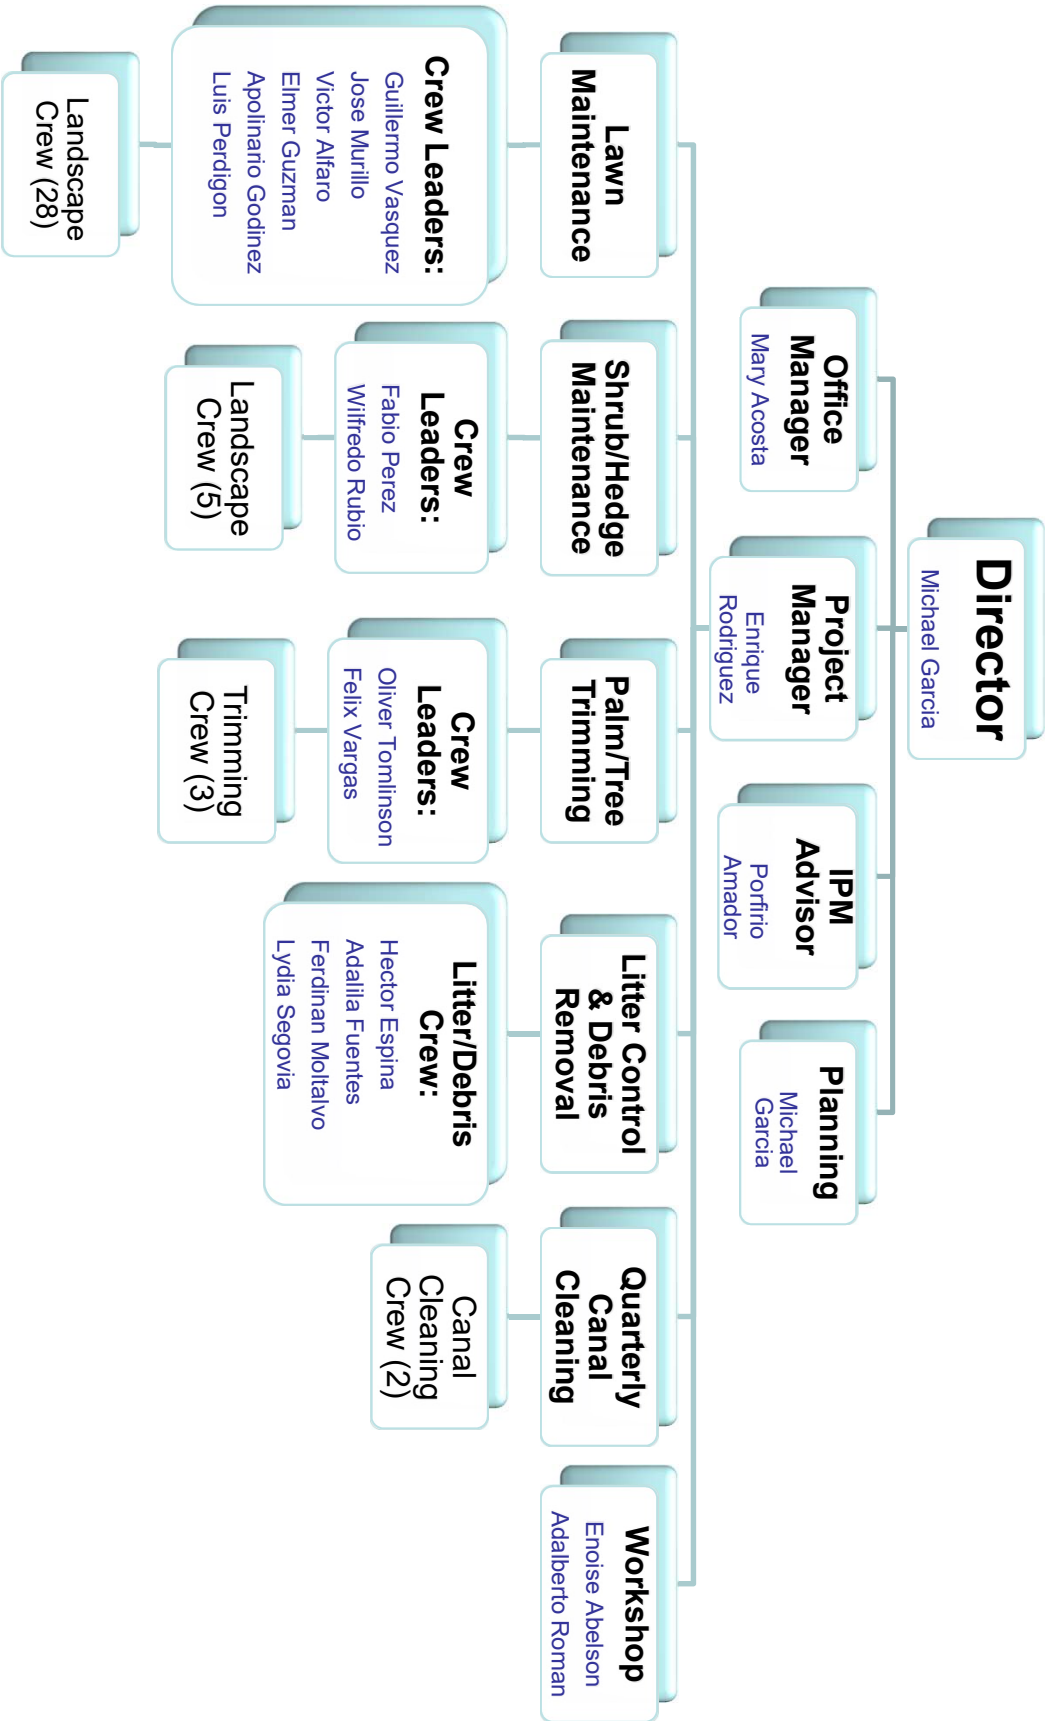 Director
Michael Garcia
Office
Manager
Mary Acosta
Project
Manager
Enrique
Rodriguez
IPM
Advisor
Porfirio
Amador
Planning
Michael
Garcia
Lawn
Maintenance
Crew Leaders:
Guillermo Vasquez
Jose Murillo
Victor Alfaro
Elmer Guzman
Apolinario Godinez
Luis Perdigon
Landscape
Crew (28)
Shrub/Hedge
Maintenance
Crew
Leaders:
Fabio Perez
Wilfredo Rubio
Landscape
Crew (5)
Palm/Tree
Trimming
Crew
Leaders:
Oliver Tomlinson
Felix Vargas
Trimming
Crew (3)
Litter Control
& Debris
Removal
Litter/Debris
Crew:
Hector Espina
Adalila Fuentes
Ferdinan Moltalvo
Lydia Segovia
Quarterly
Canal
Cleaning
Canal
Cleaning
Crew (2)
Workshop
Enoise Abelson
Adalberto Roman